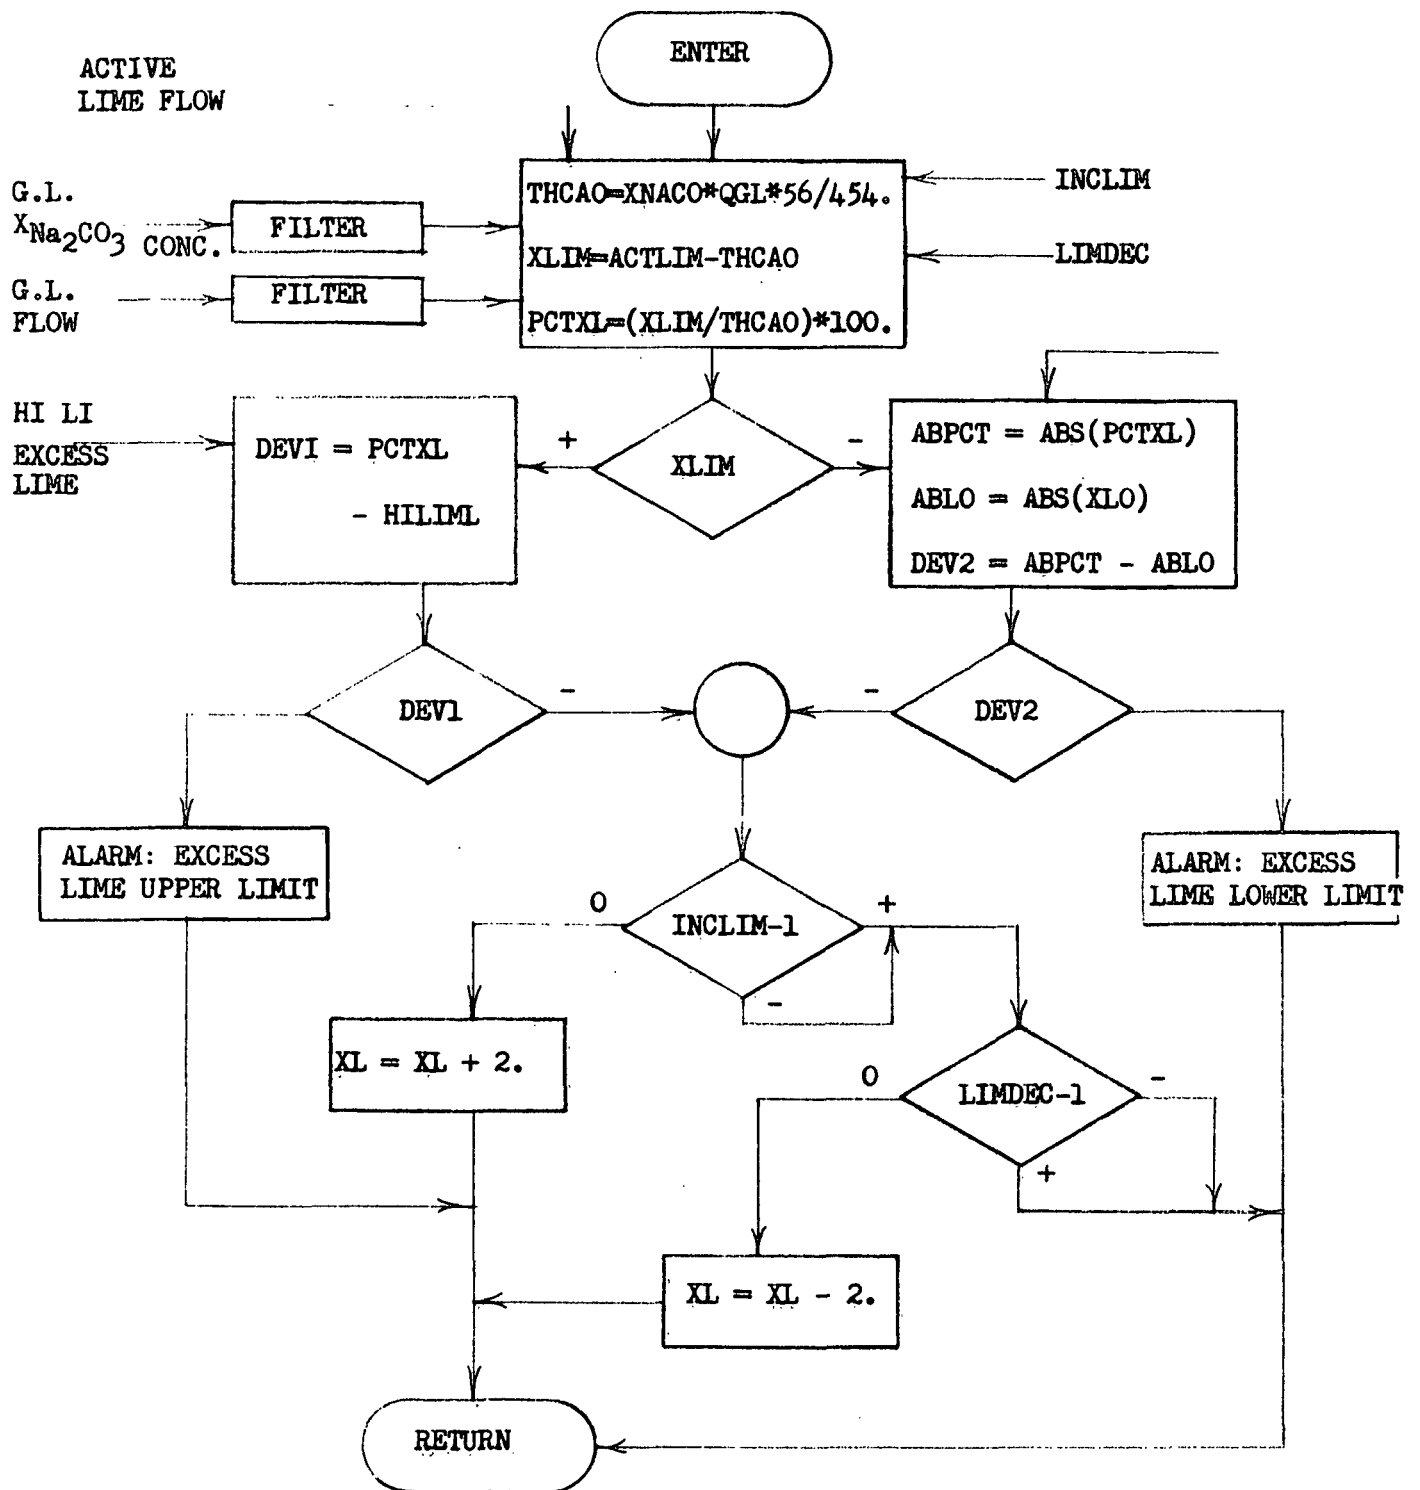 ENTER
ACTIVE
LIME FLOW
G.L.
XNa2CO3 CONC.
FILTER
G.L.
FLOW
FILTER
THCAO=XNACO*QGL*56/454.
XLIM=ACTLIM-THCAO
PCTXL=(XLIM/THCAO)*100.
INCLIM
LIMDEC
HI LI
EXCESS
LIME
DEVI = PCTXL
- HILIML
+
XLIM
-
ABPCT = ABS(PCTXL)
ABLO = ABS(XLO)
DEV2 = ABPCT - ABLO
DEV1
-
-
DEV2
ALARM: EXCESS
LIME UPPER LIMIT
ALARM: EXCESS
LIME LOWER LIMIT
0
INCLIM-1
+
-
XL = XL + 2.
0
LIMDEC-1
-
+
XL = XL - 2.
RETURN